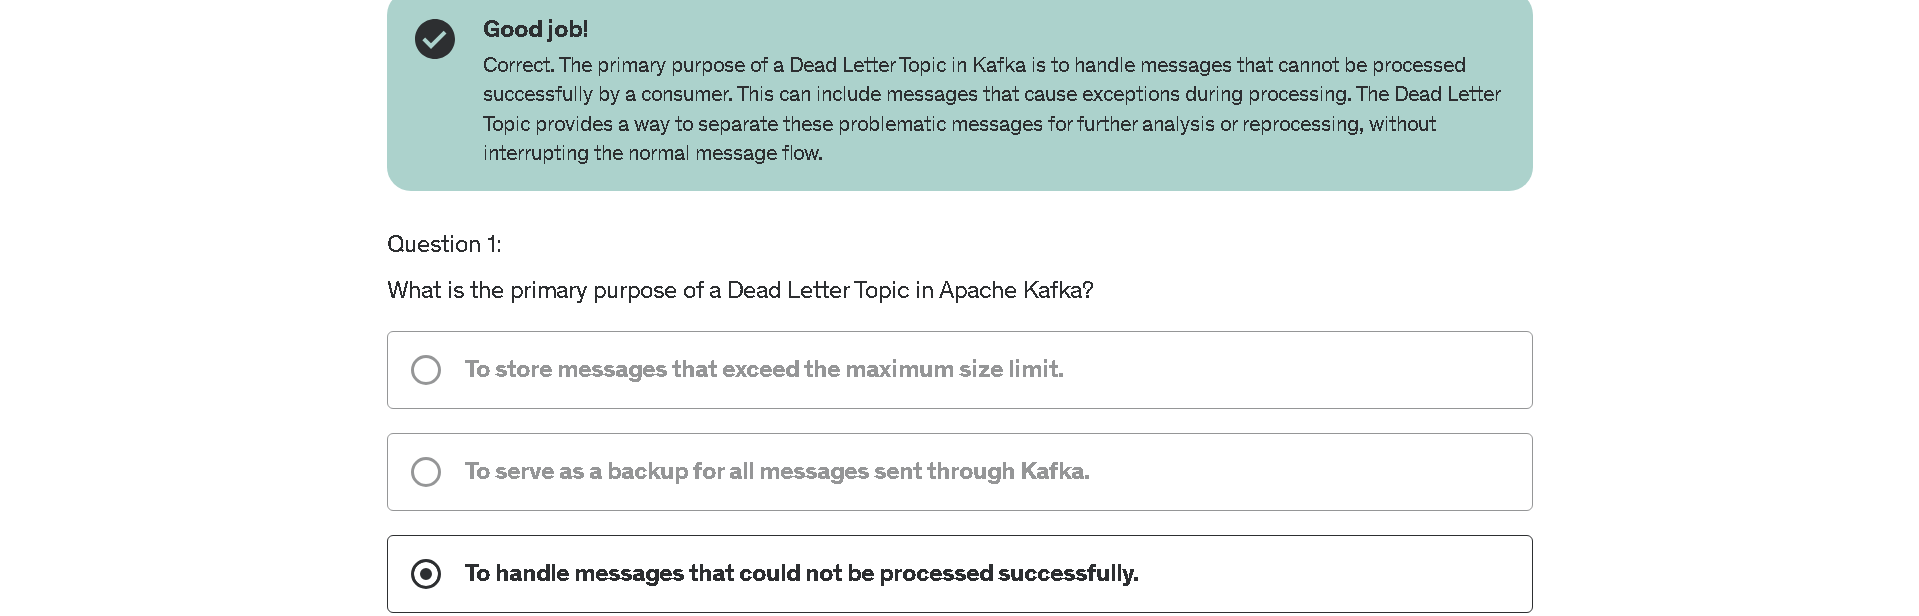 Good job!
Correct. The primary purpose of a Dead Letter Topic in Kafka is to handle messages that cannot be processed
successfully by a consumer. This can include messages that cause exceptions during processing. The Dead Letter
Topic provides a way to separate these problematic messages for further analysis or reprocessing, without
interrupting the normal message flow.
Question 1:
What is the primary purpose of a Dead Letter Topic in Apache Kafka?
To store messages that exceed the maximum size limit.
To serve as a backup for all messages sent through Kafka.
To handle messages that could not be processed successfully.